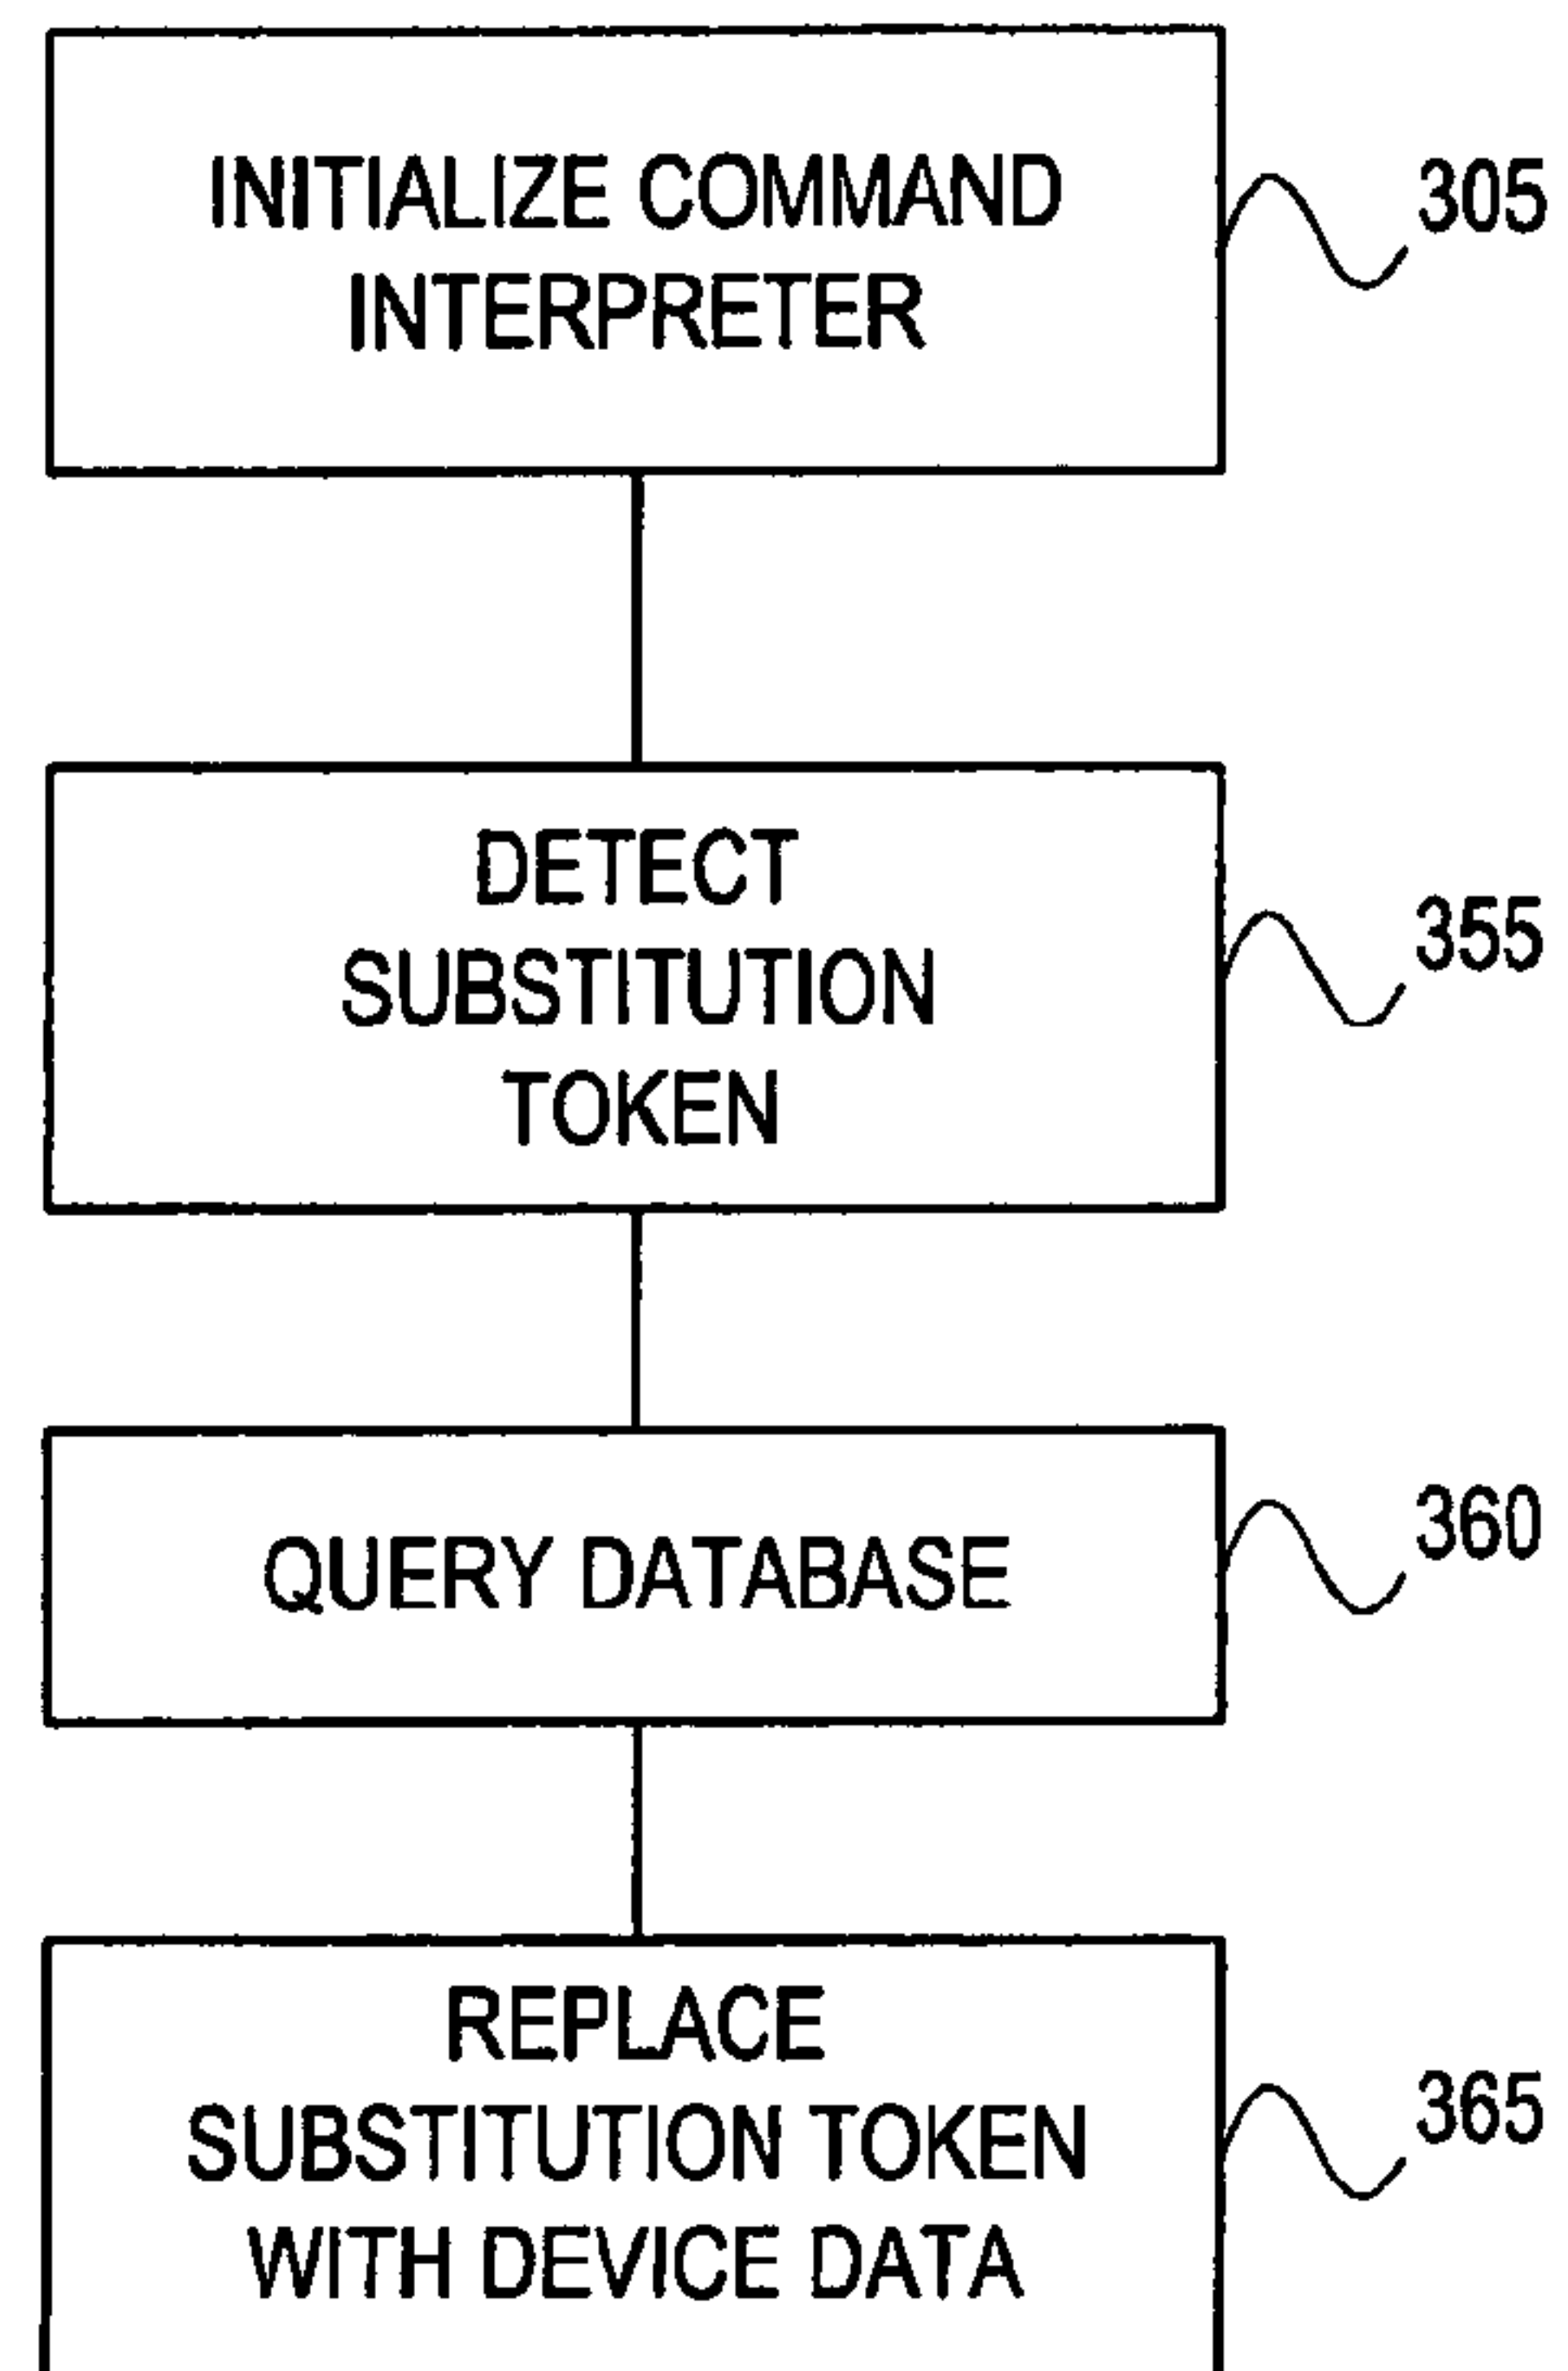 INITIALIZE COMMAND
INTERPRETER
305
DETECT
SUBSTITUTION
TOKEN
355
QUERY DATABASE
360
REPLACE
SUBSTITUTION TOKEN
WITH DEVICE DATA
365